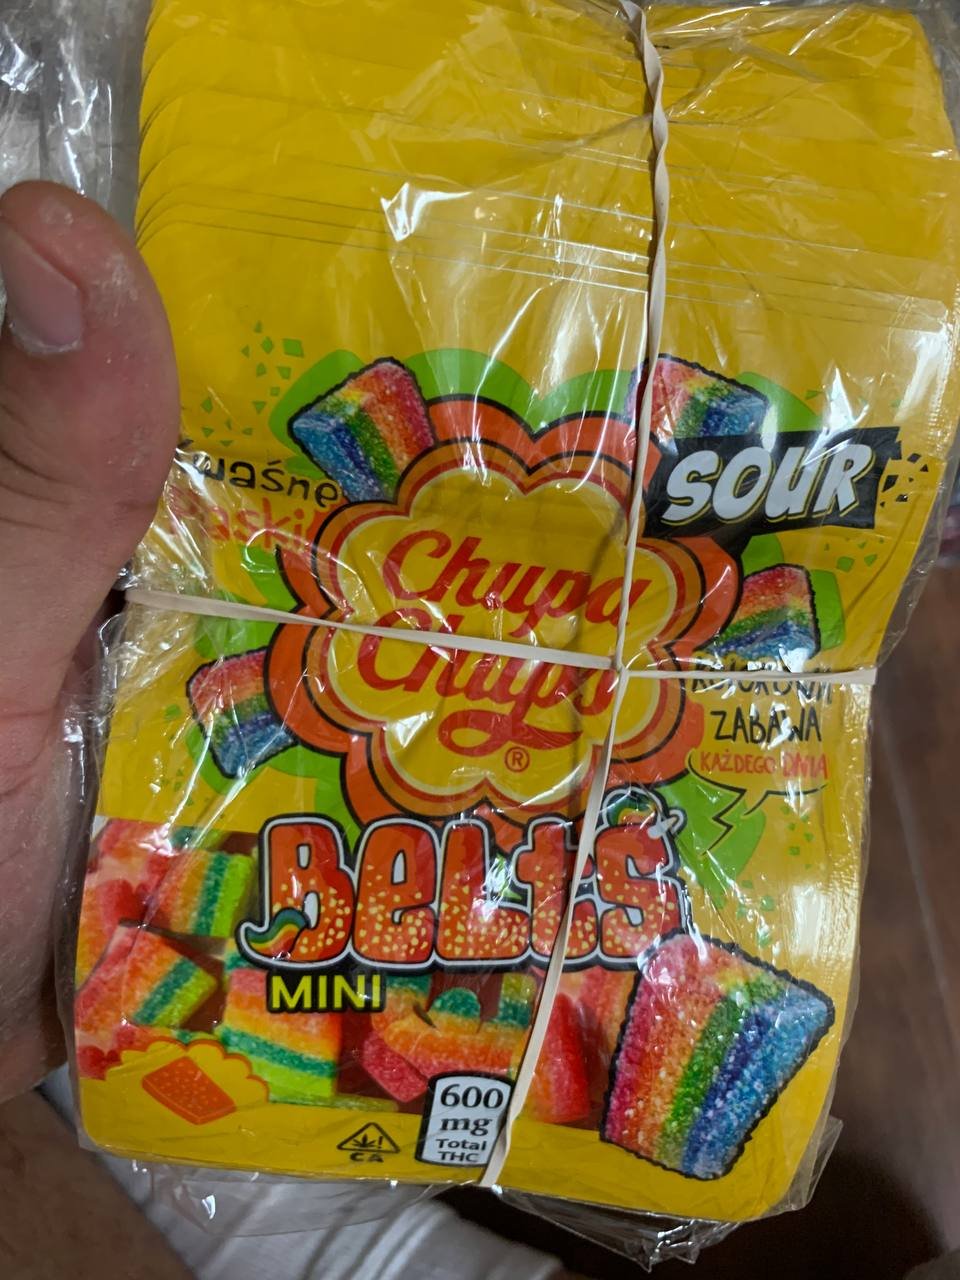 SOUR
Kwaśne
Paski
Chupa
Chups
®
ZABAWA
KAŻDEGO DNIA
BELTS
MINI
600
mg
Total
THC
!
CA